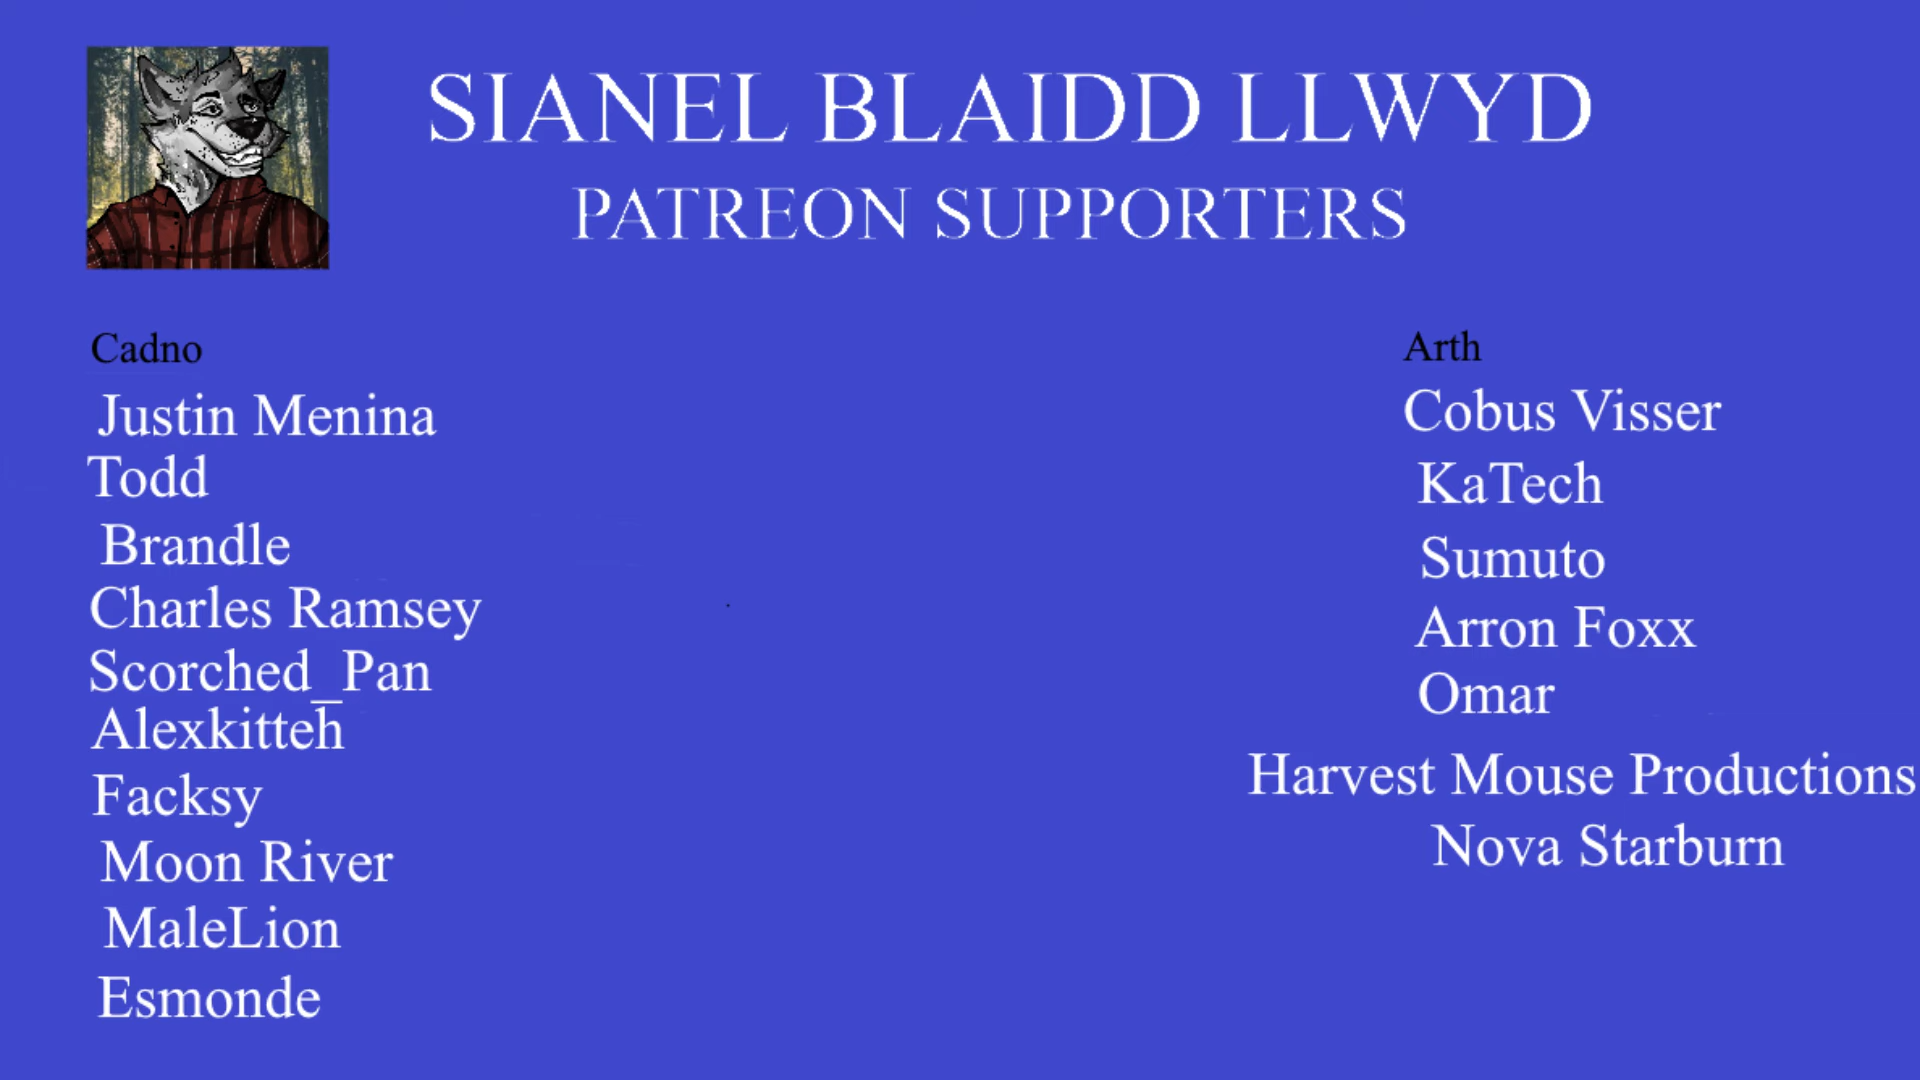 SIANEL BLAIDD LLWYD
PATREON SUPPORTERS
Cadno
Justin Menina
Todd
Brandle
Charles Ramsey
Scorched_Pan
Alexkitteh
Facksy
Moon River
MaleLion
Esmonde
Arth
Cobus Visser
KaTech
Sumuto
Arron Foxx
Omar
Harvest Mouse Productions
Nova Starburn